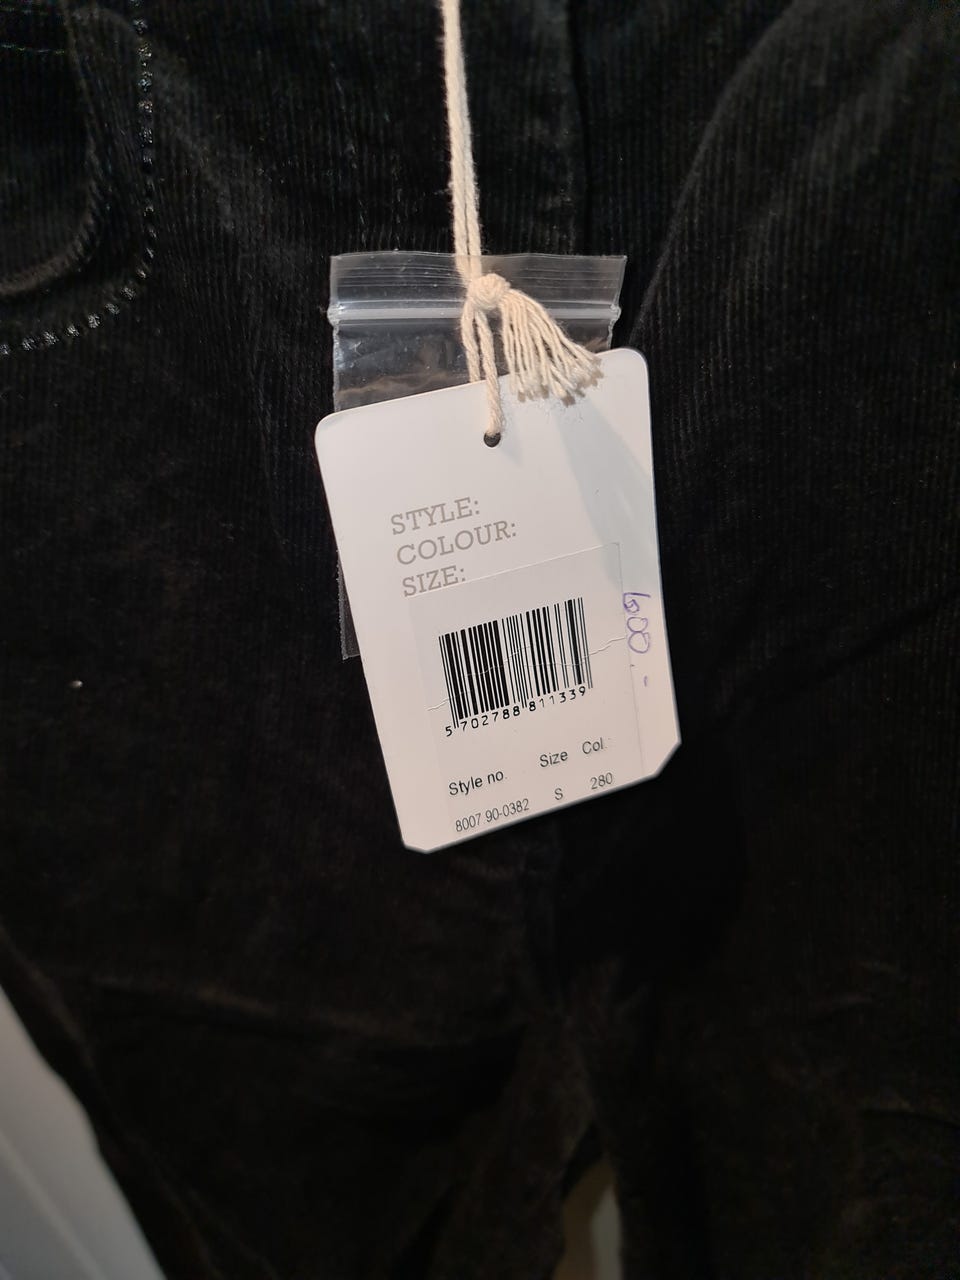 STYLE:
COLOUR:
SIZE:
5 702788 811339
Style no. Size Col.
8007 90-0382 S 280
600.-